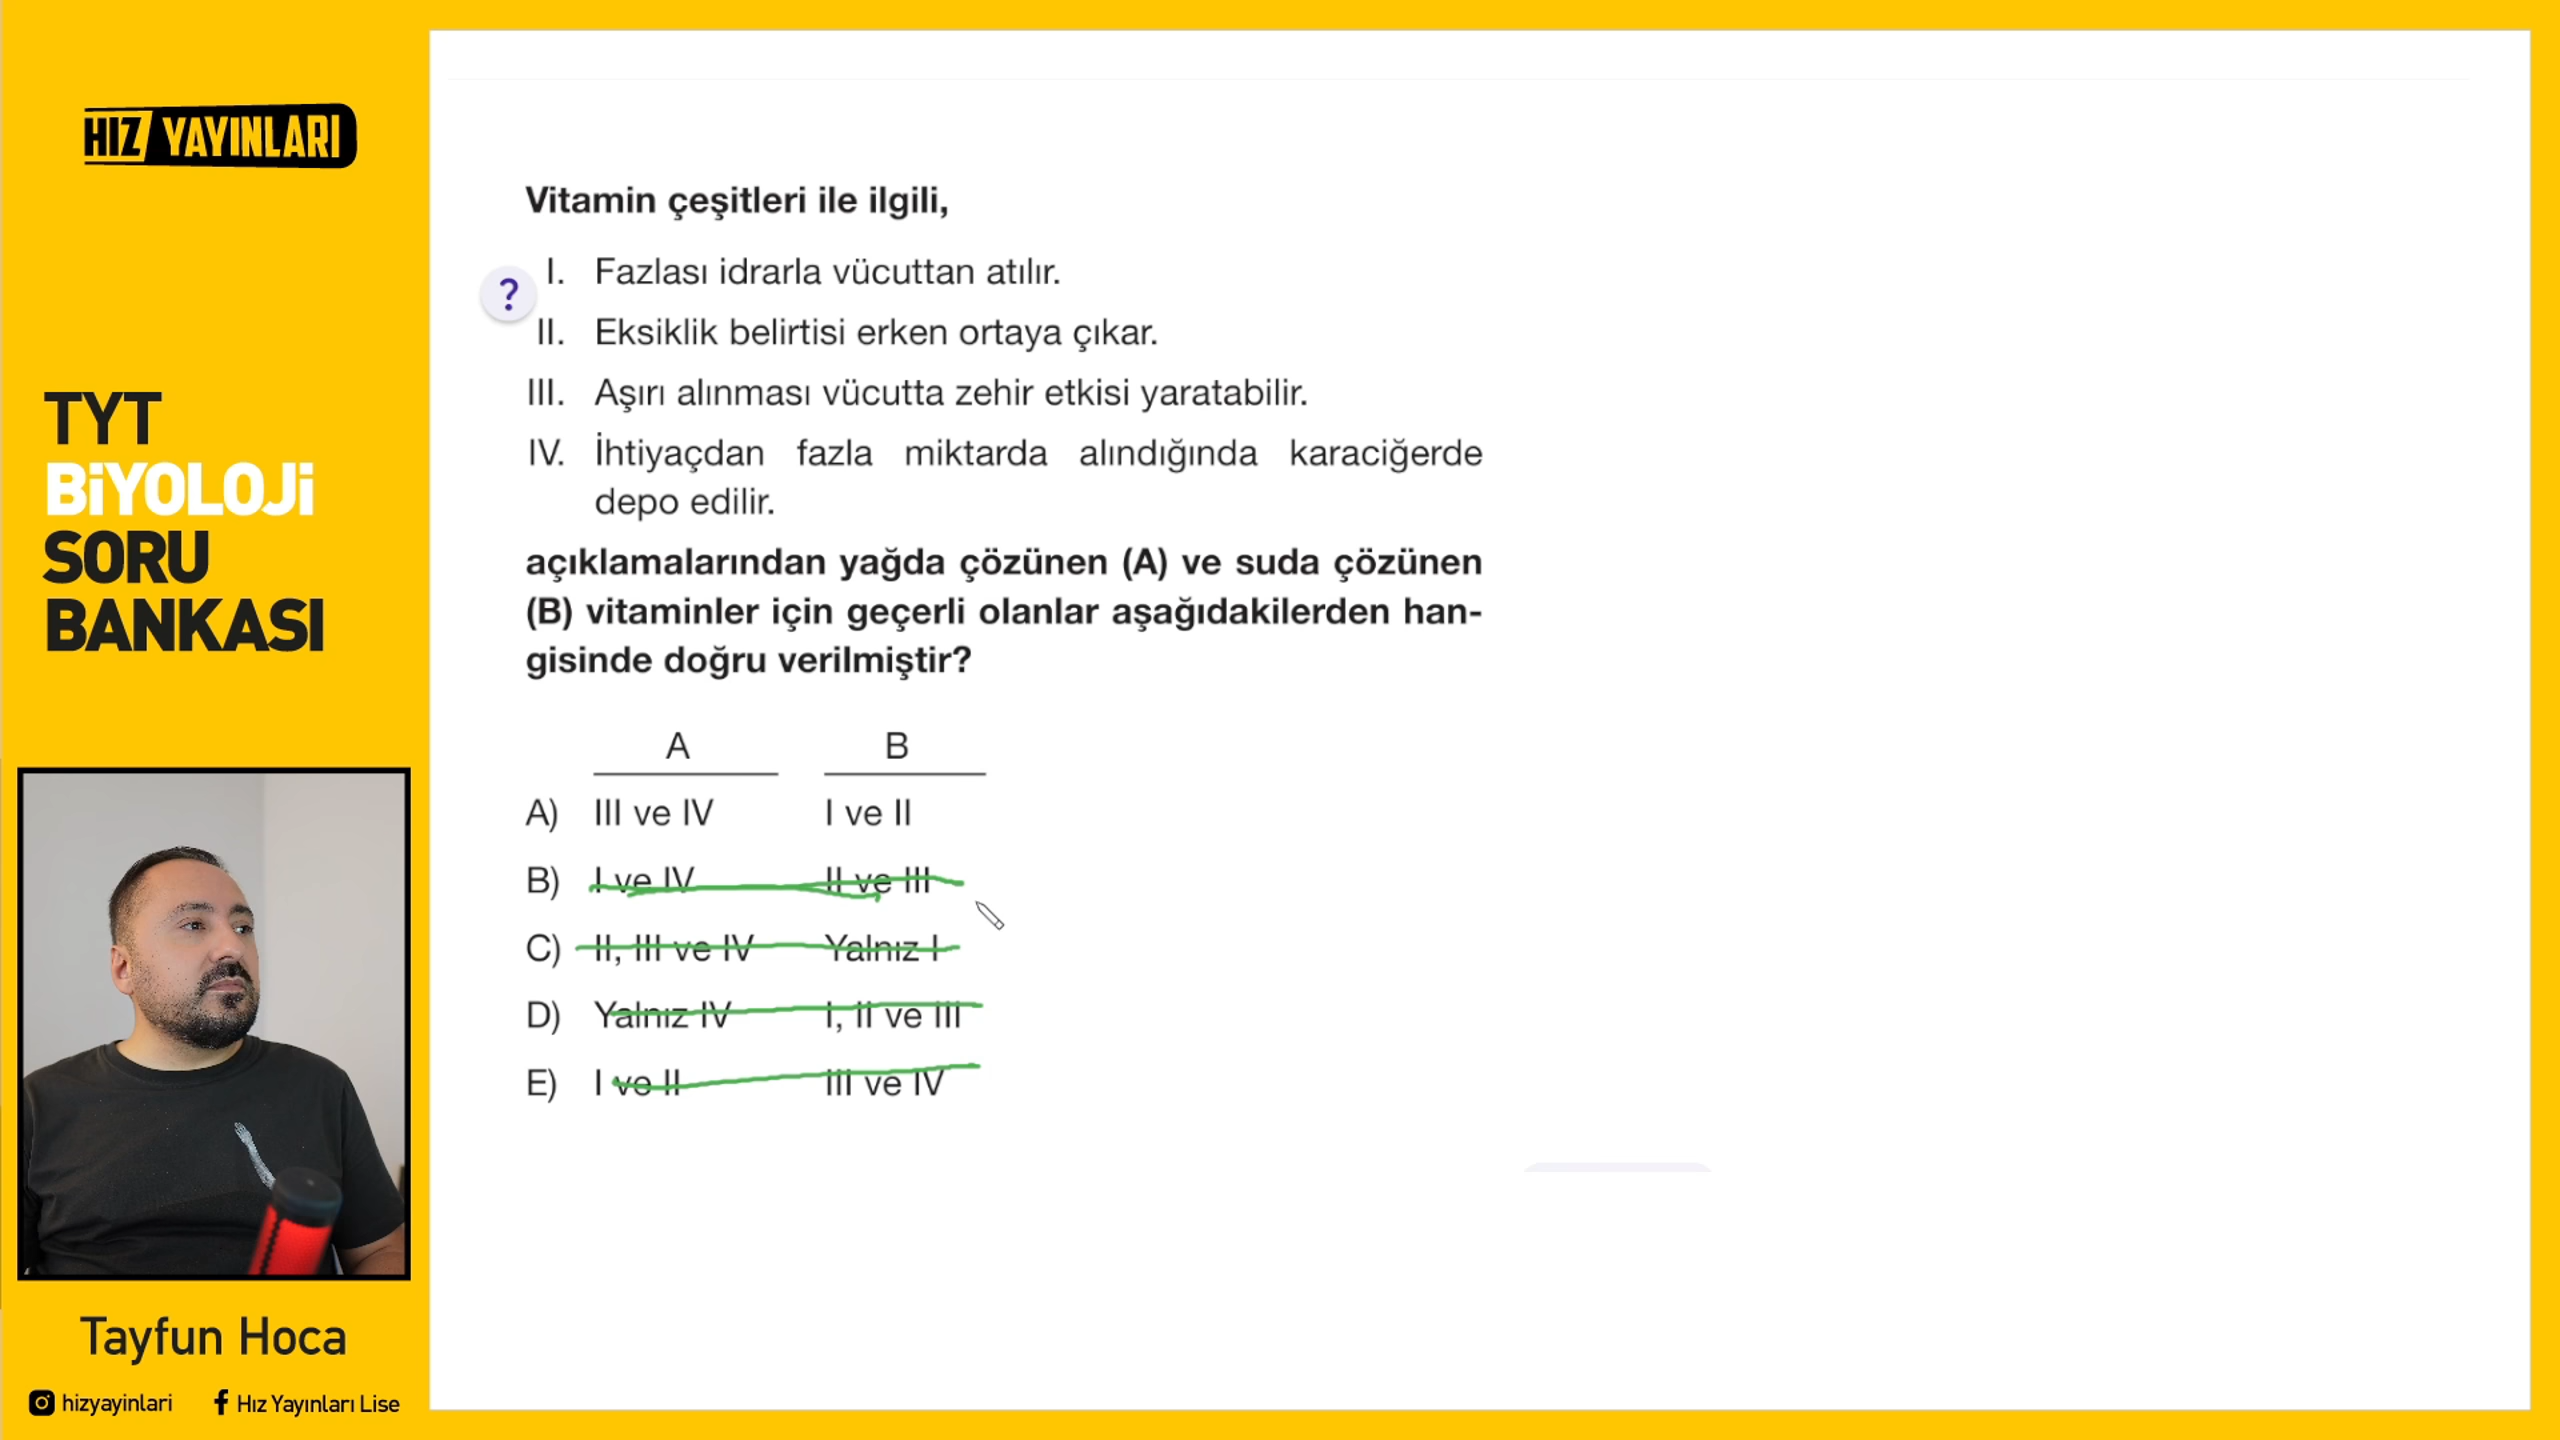 HIZ YAYINLARI
TYT
BiYOLOJi
SORU
BANKASI
Tayfun Hoca
hizyayinlari
Hız Yayınları Lise
Vitamin çeşitleri ile ilgili,
?
I. Fazlası idrarla vücuttan atılır.
II. Eksiklik belirtisi erken ortaya çıkar.
III. Aşırı alınması vücutta zehir etkisi yaratabilir.
IV. İhtiyaçdan fazla miktarda alındığında karaciğerde
depo edilir.
açıklamalarından yağda çözünen (A) ve suda çözünen
(B) vitaminler için geçerli olanlar aşağıdakilerden han-
gisinde doğru verilmiştir?
A B
A) III ve IV I ve II
B) I ve IV II ve III
C) II, III ve IV Yalnız I
D) Yalnız IV I, II ve III
E) I ve II III ve IV